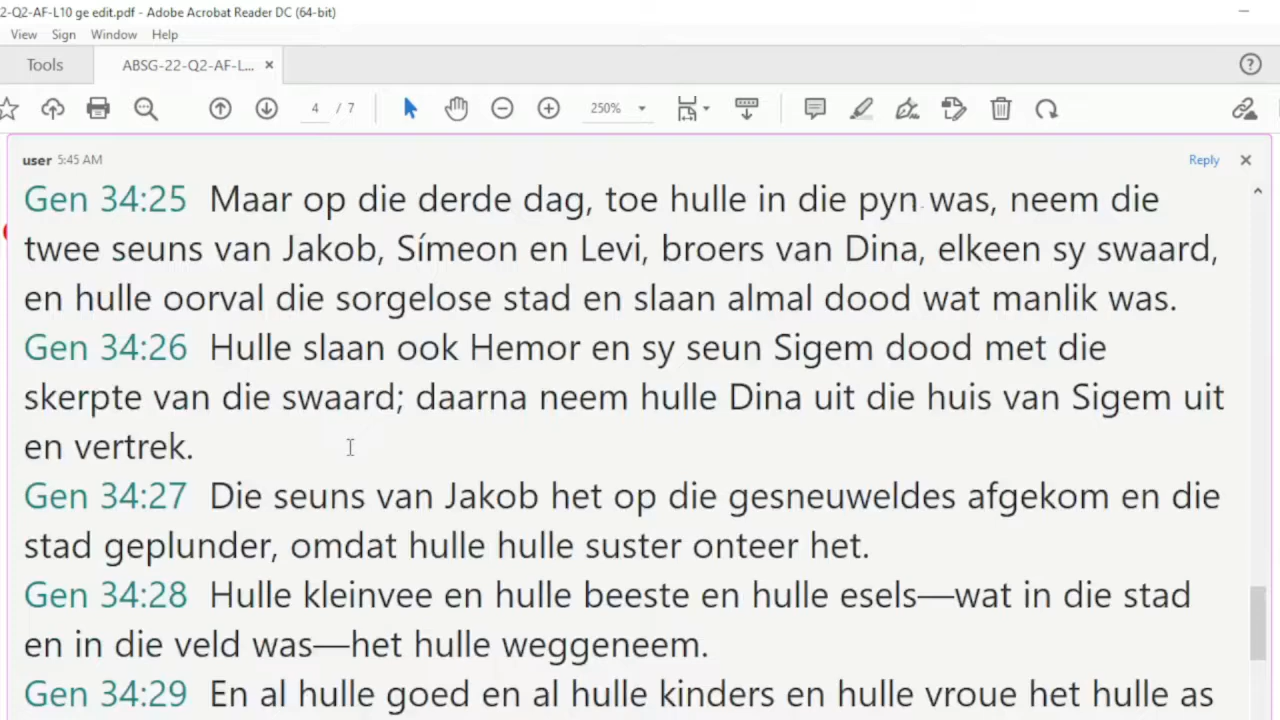 2-Q2-AF-L10 ge edit.pdf - Adobe Acrobat Reader DC (64-bit)
View Sign Window Help
Tools ABSG-22-Q2-AF-L... ×
4 / 7 250%
user 5:45 AM Reply
Gen 34:25 Maar op die derde dag, toe hulle in die pyn was, neem die
twee seuns van Jakob, Símeon en Levi, broers van Dina, elkeen sy swaard,
en hulle oorval die sorgelose stad en slaan almal dood wat manlik was.
Gen 34:26 Hulle slaan ook Hemor en sy seun Sigem dood met die
skerpte van die swaard; daarna neem hulle Dina uit die huis van Sigem uit
en vertrek.
Gen 34:27 Die seuns van Jakob het op die gesneuweldes afgekom en die
stad geplunder, omdat hulle hulle suster onteer het.
Gen 34:28 Hulle kleinvee en hulle beeste en hulle esels—wat in die stad
en in die veld was—het hulle weggeneem.
Gen 34:29 En al hulle goed en al hulle kinders en hulle vroue het hulle as